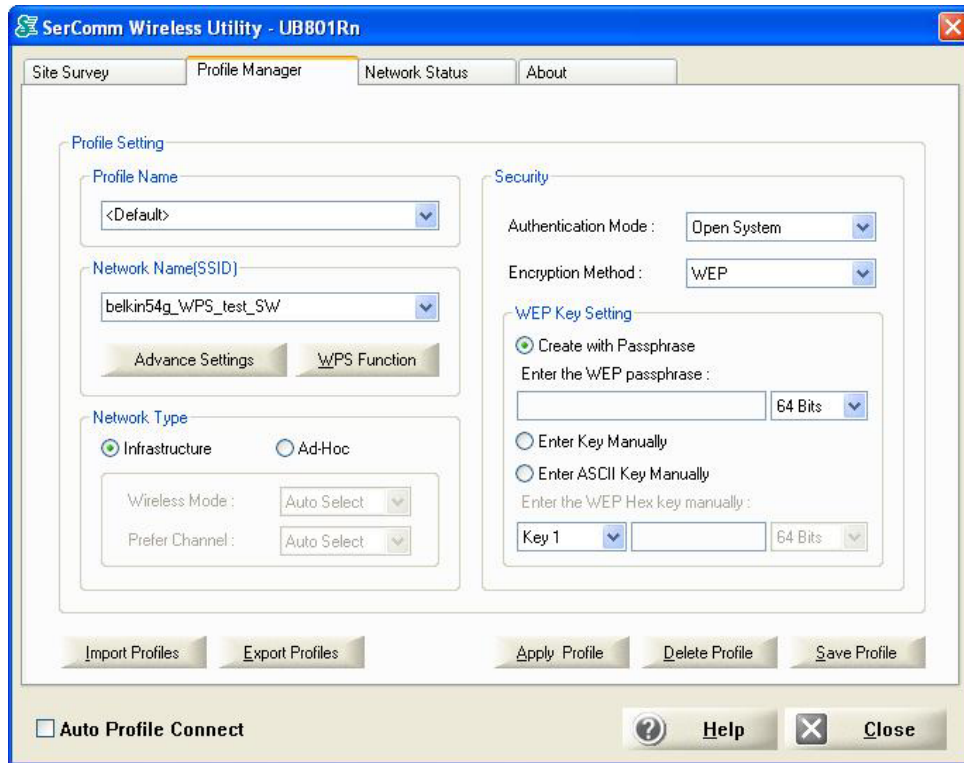 SerComm Wireless Utility - UB801Rn
Site Survey
Profile Manager
Network Status
About
Profile Setting
Profile Name
<Default>
Network Name(SSID)
belkin54g_WPS_test_SW
Advance Settings
WPS Function
Network Type
Infrastructure
Ad-Hoc
Wireless Mode :
Auto Select
Prefer Channel :
Auto Select
Security
Authentication Mode :
Open System
Encryption Method :
WEP
WEP Key Setting
Create with Passphrase
Enter the WEP passphrase :
64 Bits
Enter Key Manually
Enter ASCII Key Manually
Enter the WEP Hex key manually :
Key 1
64 Bits
Import Profiles
Export Profiles
Apply Profile
Delete Profile
Save Profile
Auto Profile Connect
Help
Close